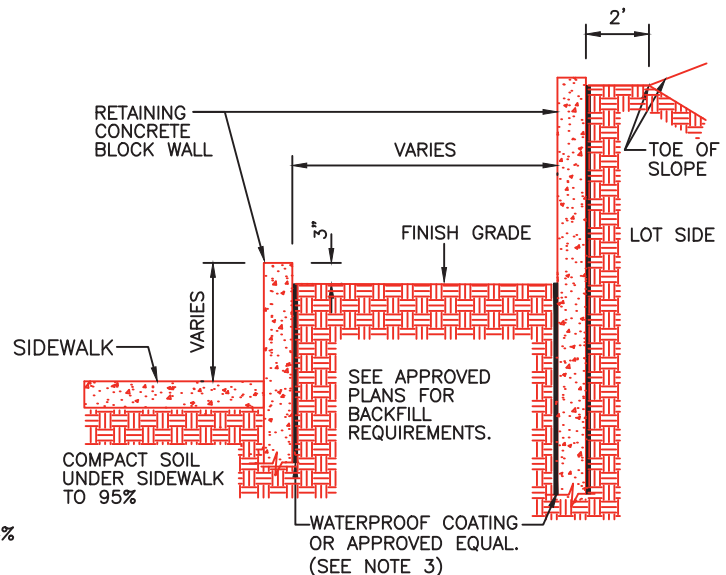 2'
RETAINING
CONCRETE
BLOCK WALL
VARIES
TOE OF
SLOPE
3"
FINISH GRADE
LOT SIDE
VARIES
SIDEWALK
SEE APPROVED
PLANS FOR
BACKFILL
REQUIREMENTS.
COMPACT SOIL
UNDER SIDEWALK
TO 95%
%
WATERPROOF COATING
OR APPROVED EQUAL.
(SEE NOTE 3)